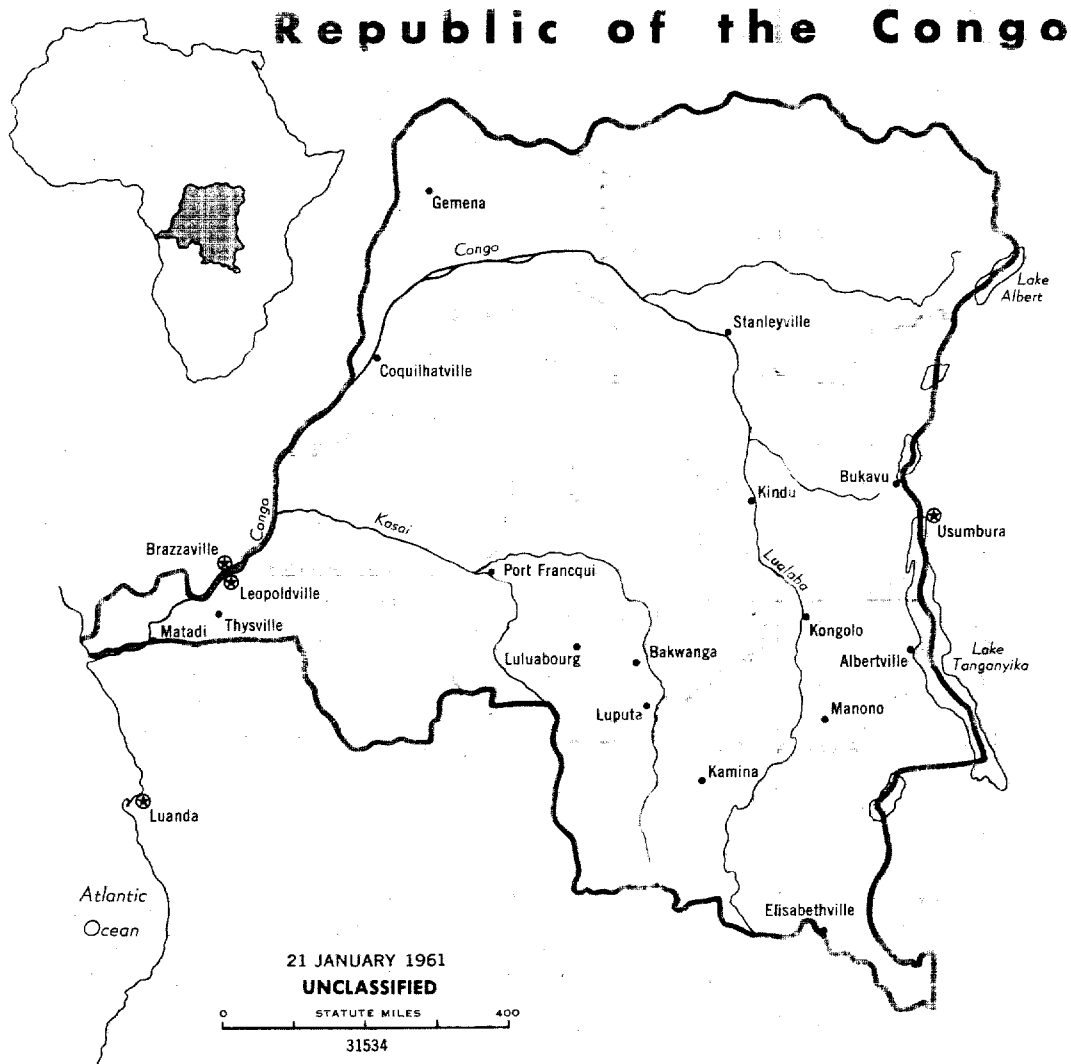 Republic of the Congo
Gemena
Congo
Lake
Albert
Stanleyville
Coquilhatville
Bukavu
Kindu
Congo
Kasai
Usumbura
Brazzaville
Port Francqui
Lualaba
Leopoldville
Thysville
Matadi
Kongolo
Luluabourg
Bakwanga
Albertville
Lake
Tanganyika
Luputa
Manono
Kamina
Luanda
Atlantic
Ocean
Elisabethville
21 JANUARY 1961
UNCLASSIFIED
STATUTE MILES
0 400
31534